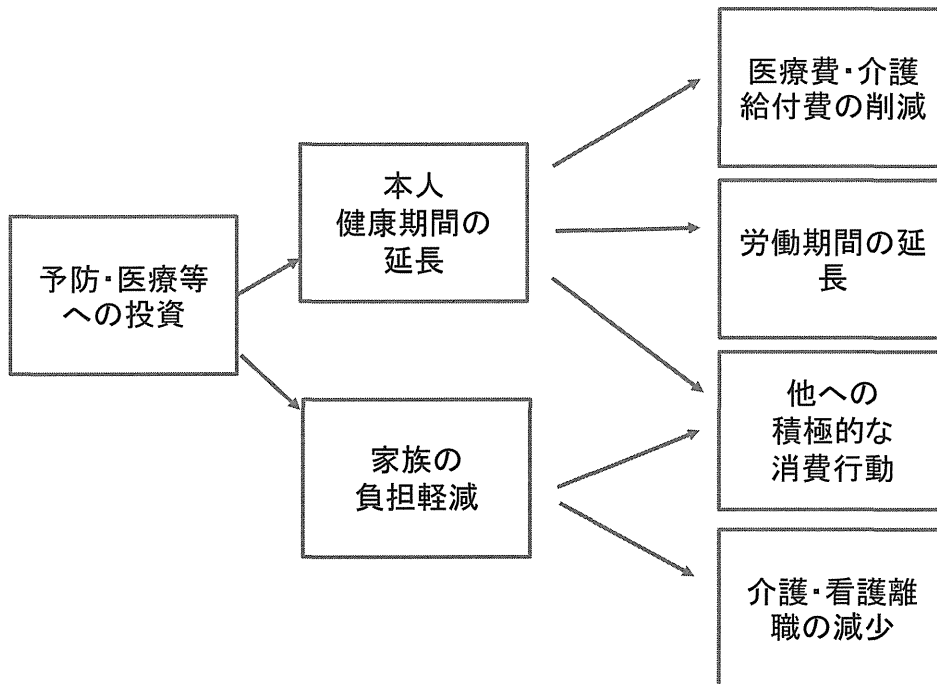 予防・医療等
への投資
本人
健康期間の
延長
家族の
負担軽減
医療費・介護
給付費の削減
労働期間の延
長
他への
積極的な
消費行動
介護・看護離
職の減少